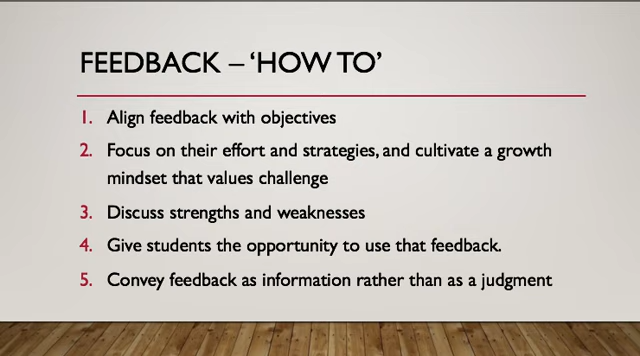 FEEDBACK – ‘HOW TO’
1. Align feedback with objectives
2. Focus on their effort and strategies, and cultivate a growth
mindset that values challenge
3. Discuss strengths and weaknesses
4. Give students the opportunity to use that feedback.
5. Convey feedback as information rather than as a judgment